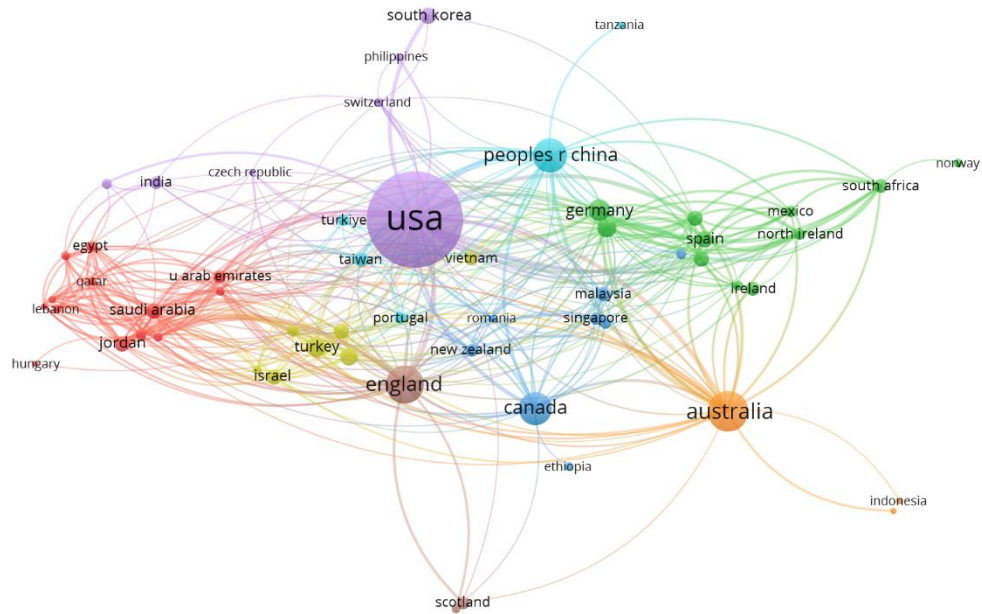 south korea
tanzania
philippines
switzerland
peoples r china
norway
czech republic
india
south africa
usa
turkiye
germany
mexico
north ireland
spain
egypt
taiwan
vietnam
u arab emirates
qatar
ireland
malaysia
lebanon
saudi arabia
portugal
romania
singapore
jordan
turkey
new zealand
hungary
israel
england
canada
australia
ethiopia
indonesia
scotland